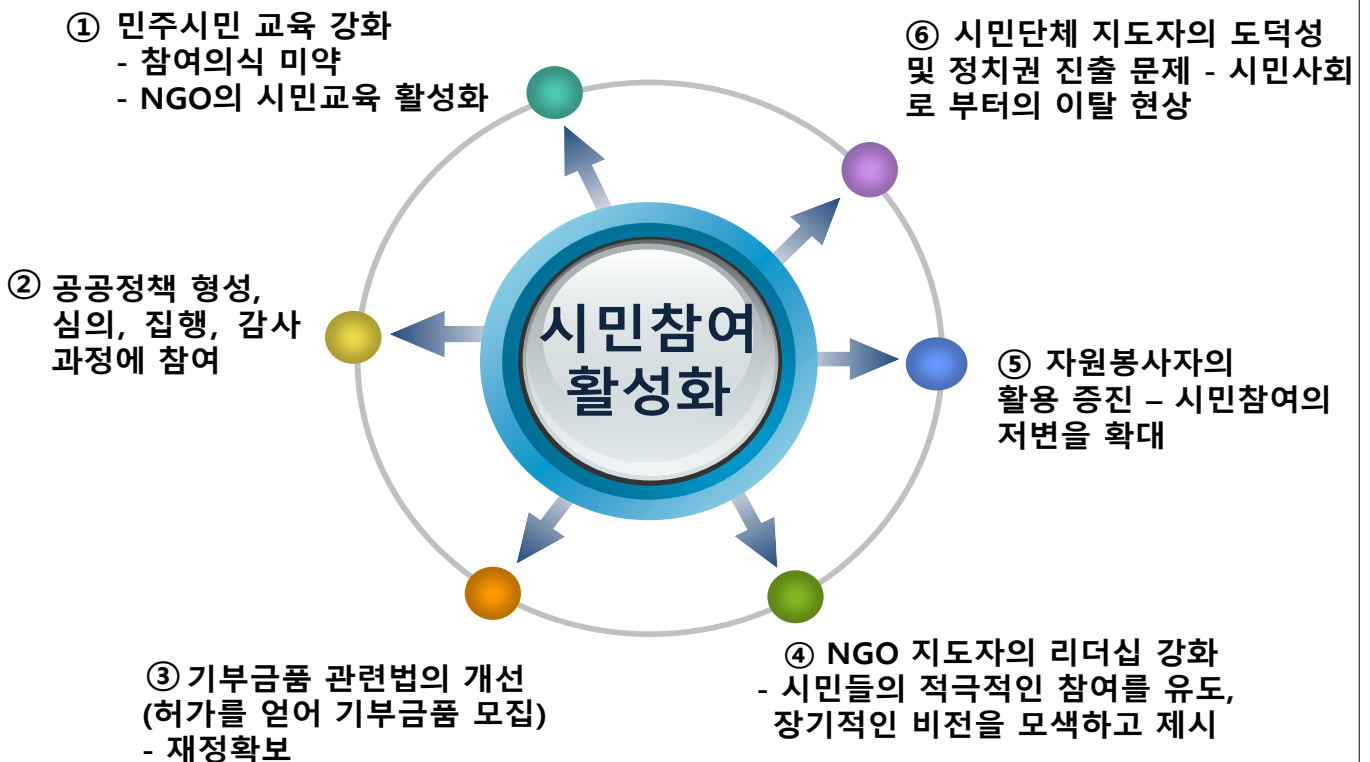 ① 민주시민 교육 강화
- 참여의식 미약
- NGO의 시민교육 활성화
② 공공정책 형성,
심의, 집행, 감사
과정에 참여
③ 기부금품 관련법의 개선
(허가를 얻어 기부금품 모집)
- 재정확보
④ NGO 지도자의 리더십 강화
- 시민들의 적극적인 참여를 유도,
장기적인 비전을 모색하고 제시
⑤ 자원봉사자의
활용 증진 – 시민참여의
저변을 확대
⑥ 시민단체 지도자의 도덕성
및 정치권 진출 문제 - 시민사회
로 부터의 이탈 현상
시민참여
활성화